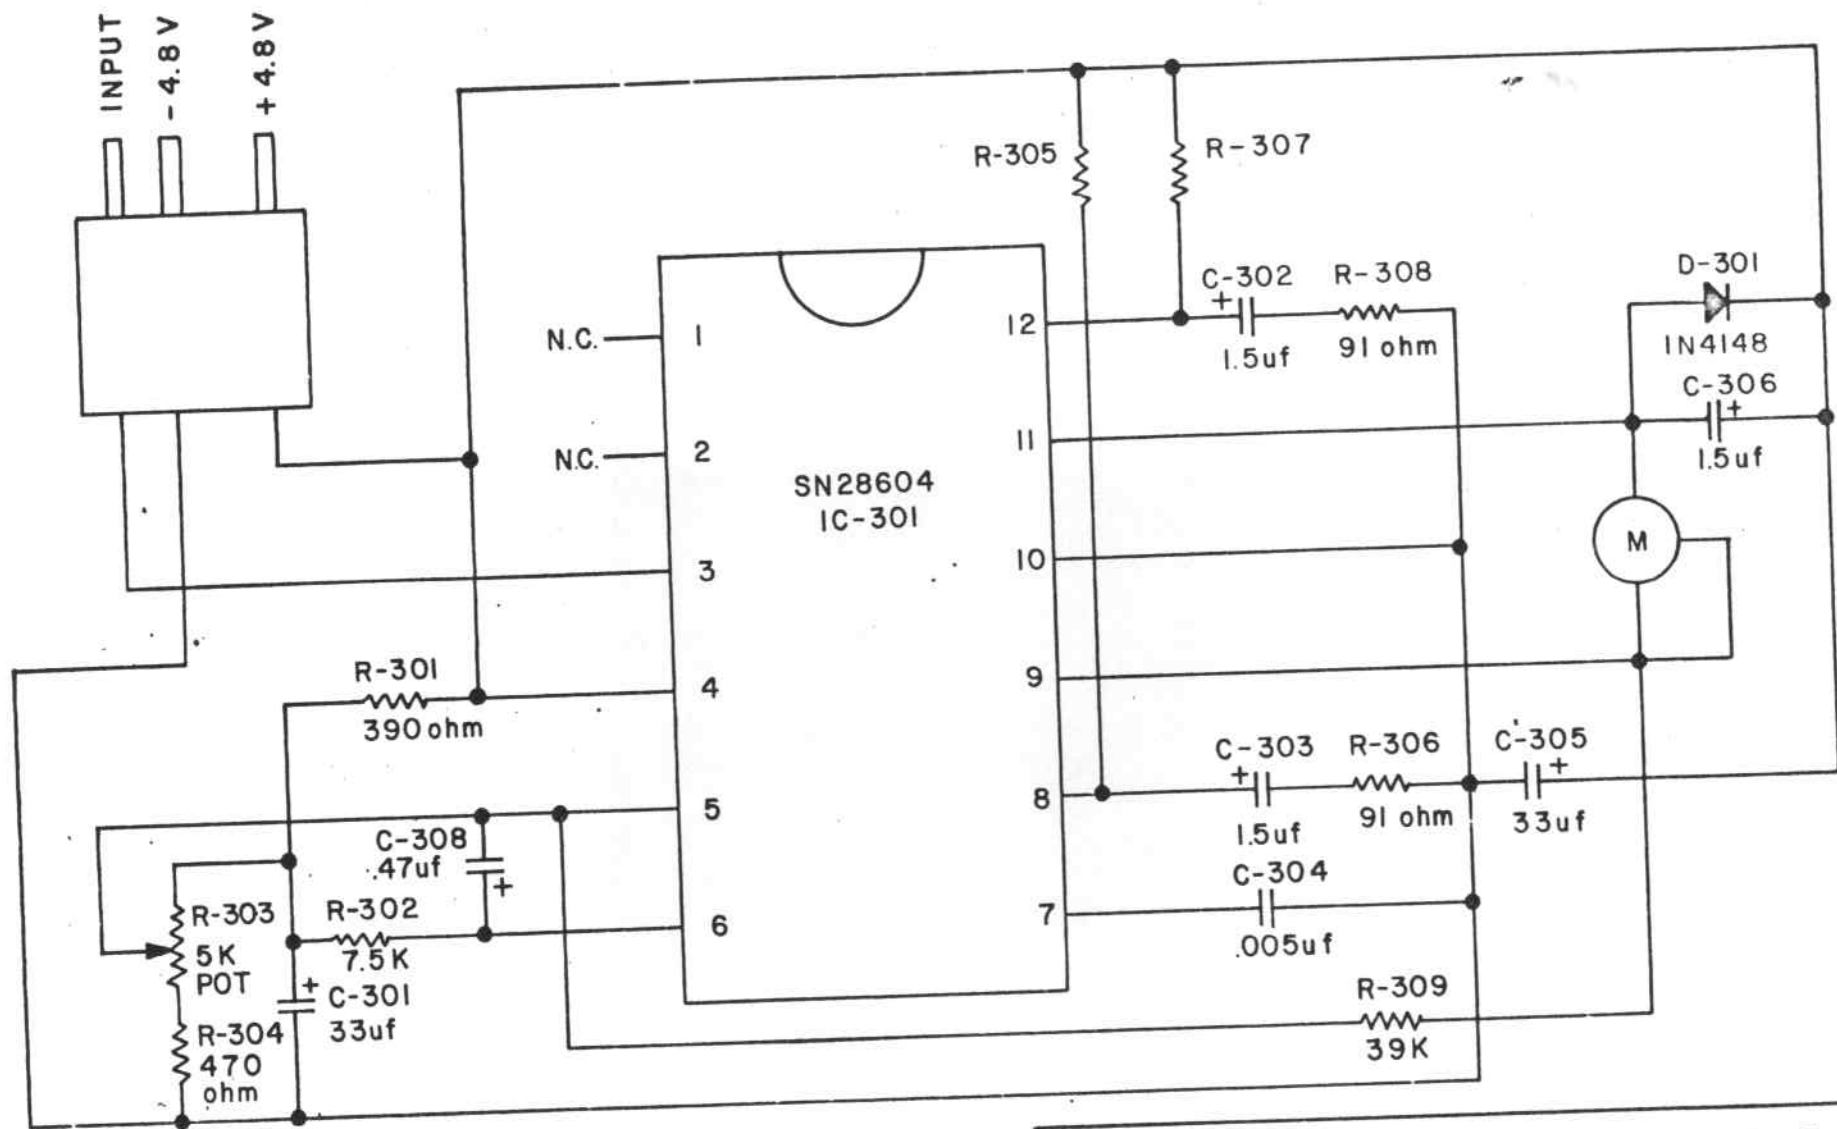 INPUT
-4.8V
+4.8V
R-305
R-307
N.C.
1
N.C.
2
3
4
5
6
SN28604
IC-301
12
11
10
9
8
7
C-302
+
1.5uf
R-308
91 ohm
D-301
1N4148
C-306
+
1.5uf
M
R-301
390 ohm
C-308
.47uf
+
R-302
7.5K
R-303
5K
POT
C-301
+
33uf
R-304
470
ohm
C-303
+
1.5uf
R-306
91 ohm
C-305
+
33uf
C-304
.005uf
R-309
39K